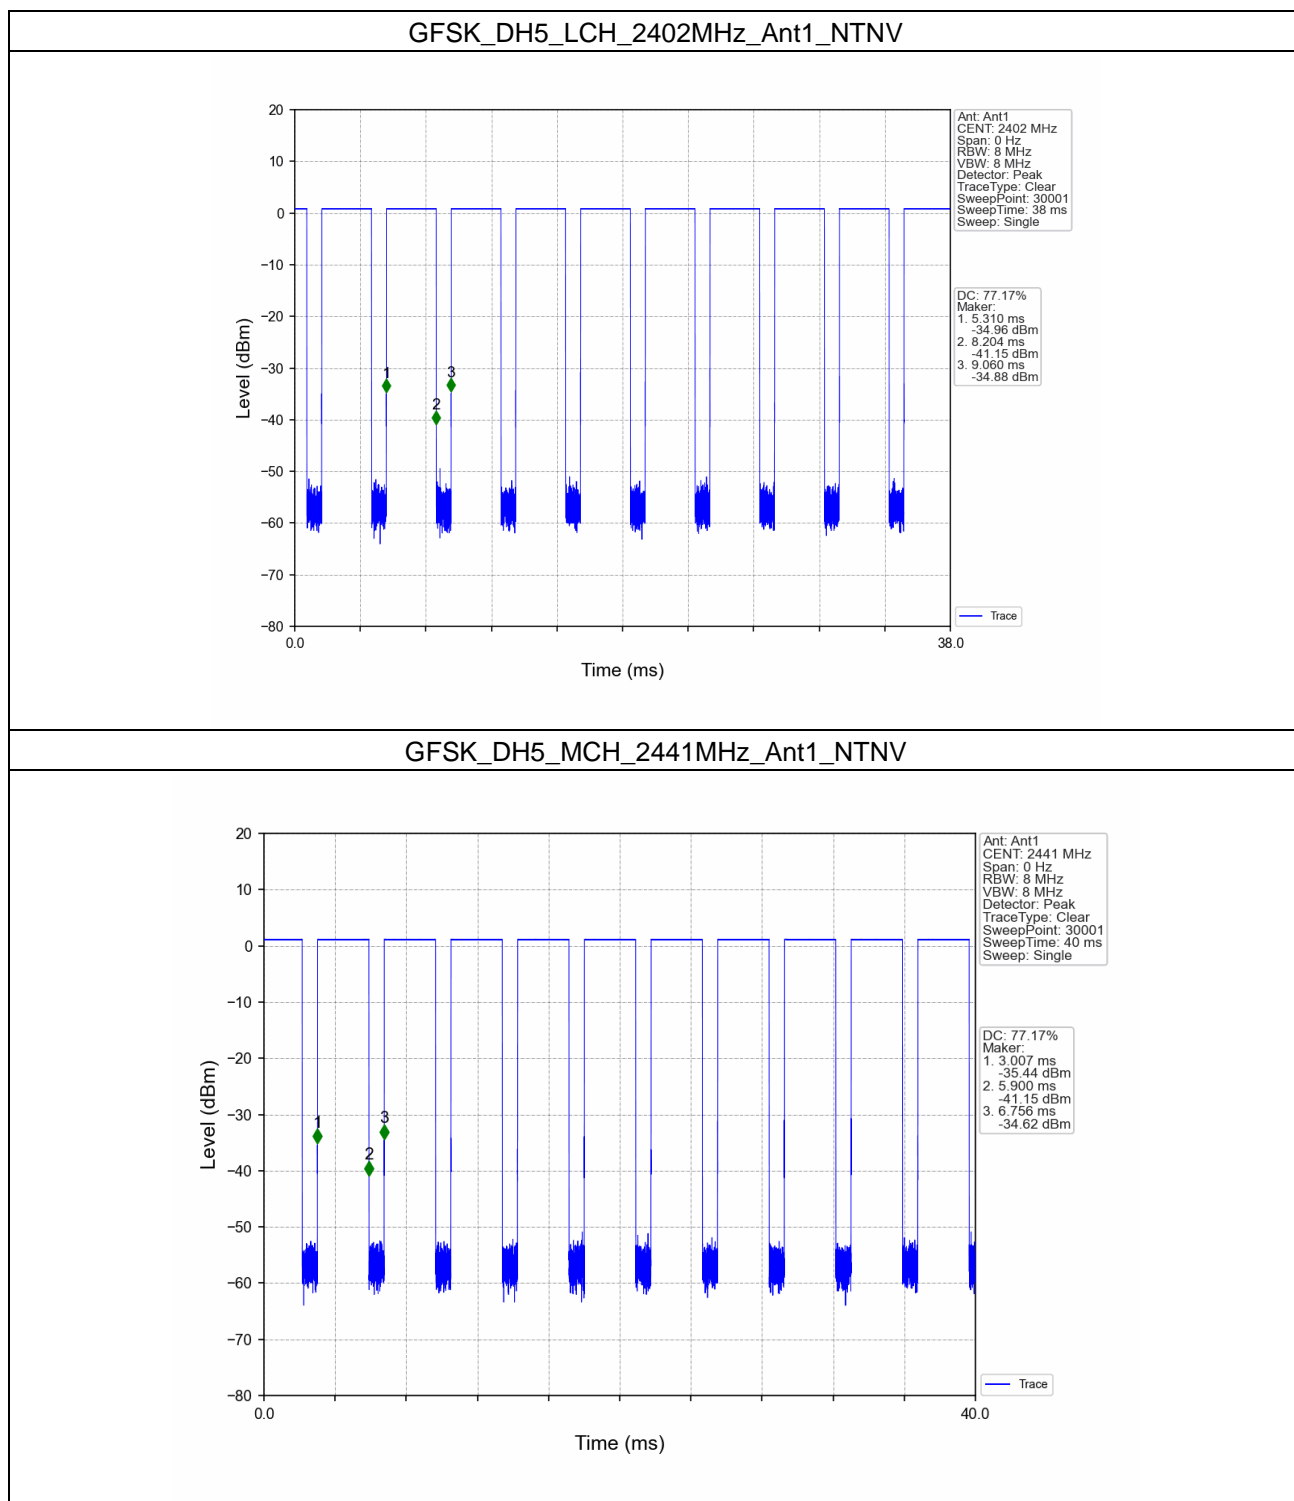 GFSK_DH5_LCH_2402MHz_Ant1_NTNV
20
10
0
−10
−20
−30
−40
−50
−60
−70
−80
Level (dBm)
0.0
38.0
Time (ms)
1
2
3
Ant: Ant1
CENT: 2402 MHz
Span: 0 Hz
RBW: 8 MHz
VBW: 8 MHz
Detector: Peak
TraceType: Clear
SweepPoint: 30001
SweepTime: 38 ms
Sweep: Single
DC: 77.17%
Maker:
1. 5.310 ms
-34.96 dBm
2. 8.204 ms
-41.15 dBm
3. 9.060 ms
-34.88 dBm
Trace
GFSK_DH5_MCH_2441MHz_Ant1_NTNV
20
10
0
−10
−20
−30
−40
−50
−60
−70
−80
Level (dBm)
0.0
40.0
Time (ms)
1
2
3
Ant: Ant1
CENT: 2441 MHz
Span: 0 Hz
RBW: 8 MHz
VBW: 8 MHz
Detector: Peak
TraceType: Clear
SweepPoint: 30001
SweepTime: 40 ms
Sweep: Single
DC: 77.17%
Maker:
1. 3.007 ms
-35.44 dBm
2. 5.900 ms
-41.15 dBm
3. 6.756 ms
-34.62 dBm
Trace